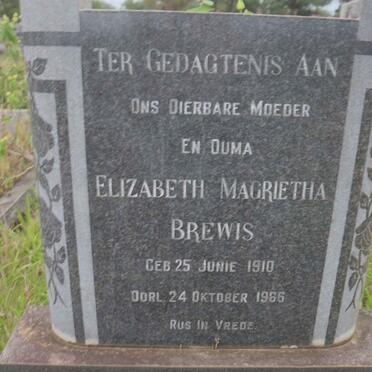 TER GEDAGTENIS AAN
ONS DIERBARE MOEDER
EN OUMA
ELIZABETH MAGRIETHA
BREWIS
GEB 25 JUNIE 1910
OORL. 24 OKTOBER 1966
RUS IN VREDE.